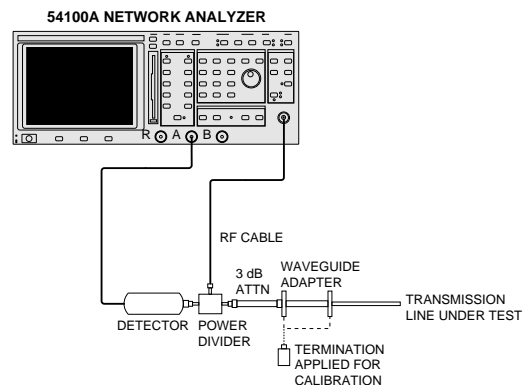 54100A NETWORK ANALYZER
R A B
RF CABLE
3 dB
ATTN
WAVEGUIDE
ADAPTER
TRANSMISSION
LINE UNDER TEST
DETECTOR
POWER
DIVIDER
TERMINATION
APPLIED FOR
CALIBRATION